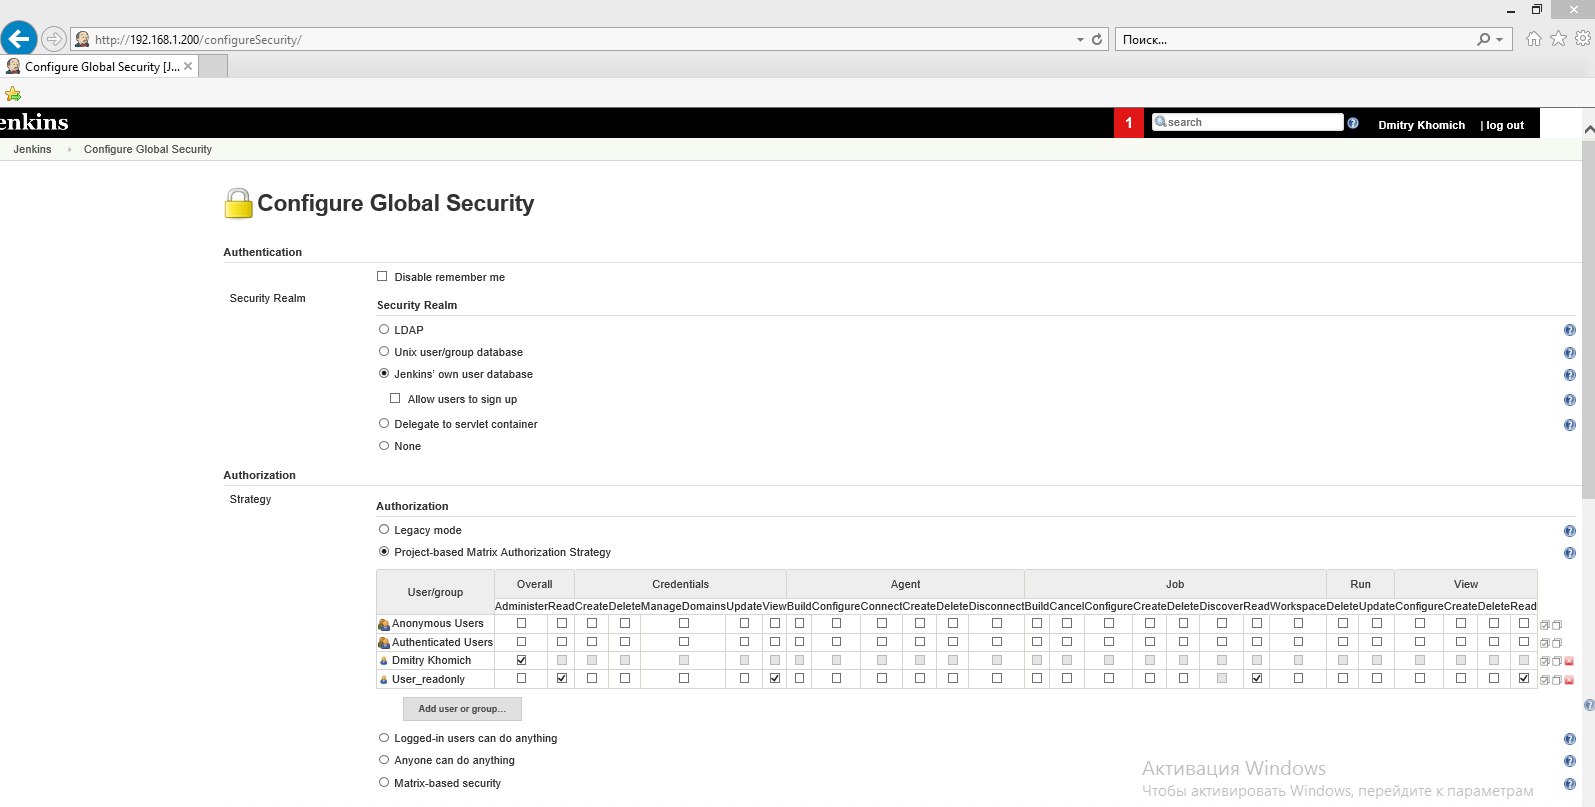 http://192.168.1.200/configureSecurity/
Поиск...
Configure Global Security [J...
enkins
1
search
Dmitry Khomich
| log out
Jenkins
Configure Global Security
Configure Global Security
Authentication
Disable remember me
Security Realm
Security Realm
LDAP
Unix user/group database
Jenkins' own user database
Allow users to sign up
Delegate to servlet container
None
Authorization
Strategy
Authorization
Legacy mode
Project-based Matrix Authorization Strategy
User/group Overall Credentials Agent Job Run View
Administer Read Create Delete ManageDomains Update View Build Configure Connect Create Delete Disconnect Build Cancel Configure Create Delete Discover Read Workspace Delete Update Configure Create Delete Read
Anonymous Users
Authenticated Users
Dmitry Khomich
User_readonly
Add user or group...
Logged-in users can do anything
Anyone can do anything
Matrix-based security
Активация Windows
Чтобы активировать Windows, перейдите к параметрам